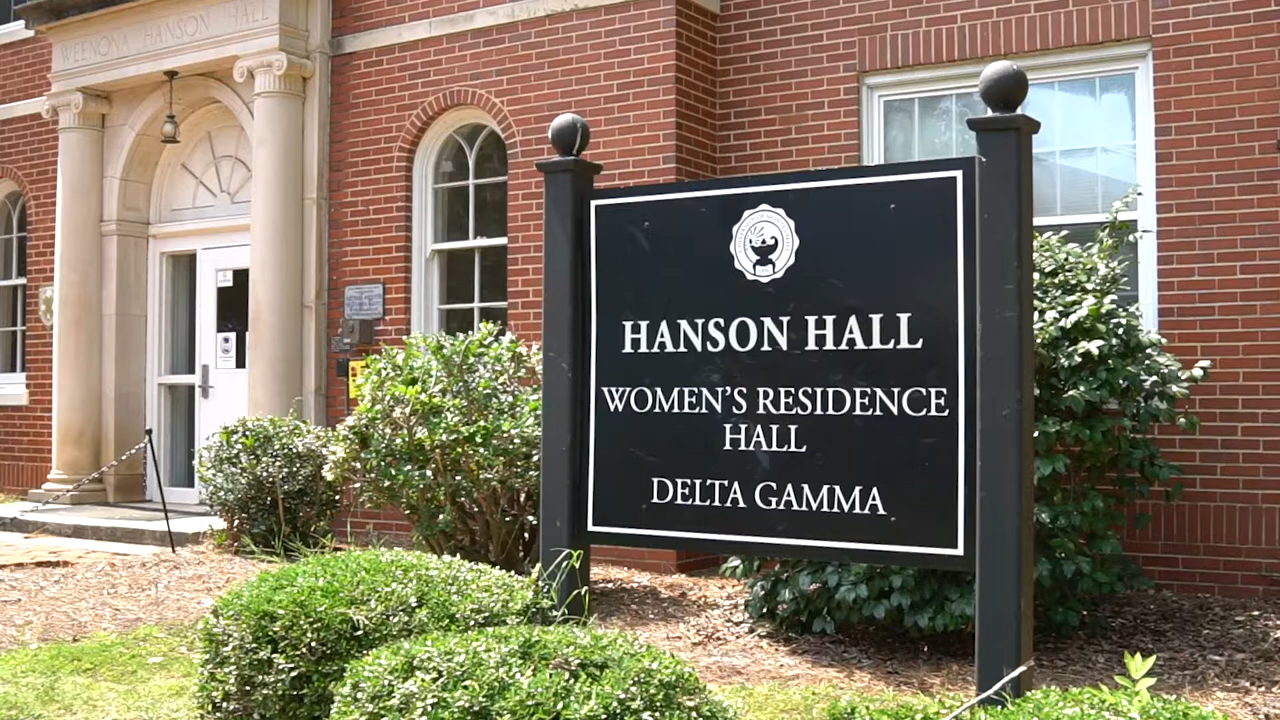 WEENONA HANSON HALL
HANSON HALL
WOMEN'S RESIDENCE
HALL
DELTA GAMMA